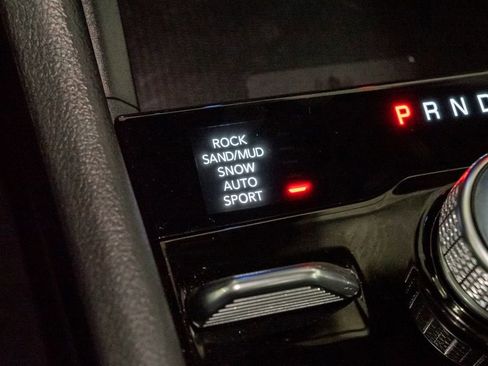 ROCK
SAND/MUD
SNOW
AUTO
SPORT
P R N D